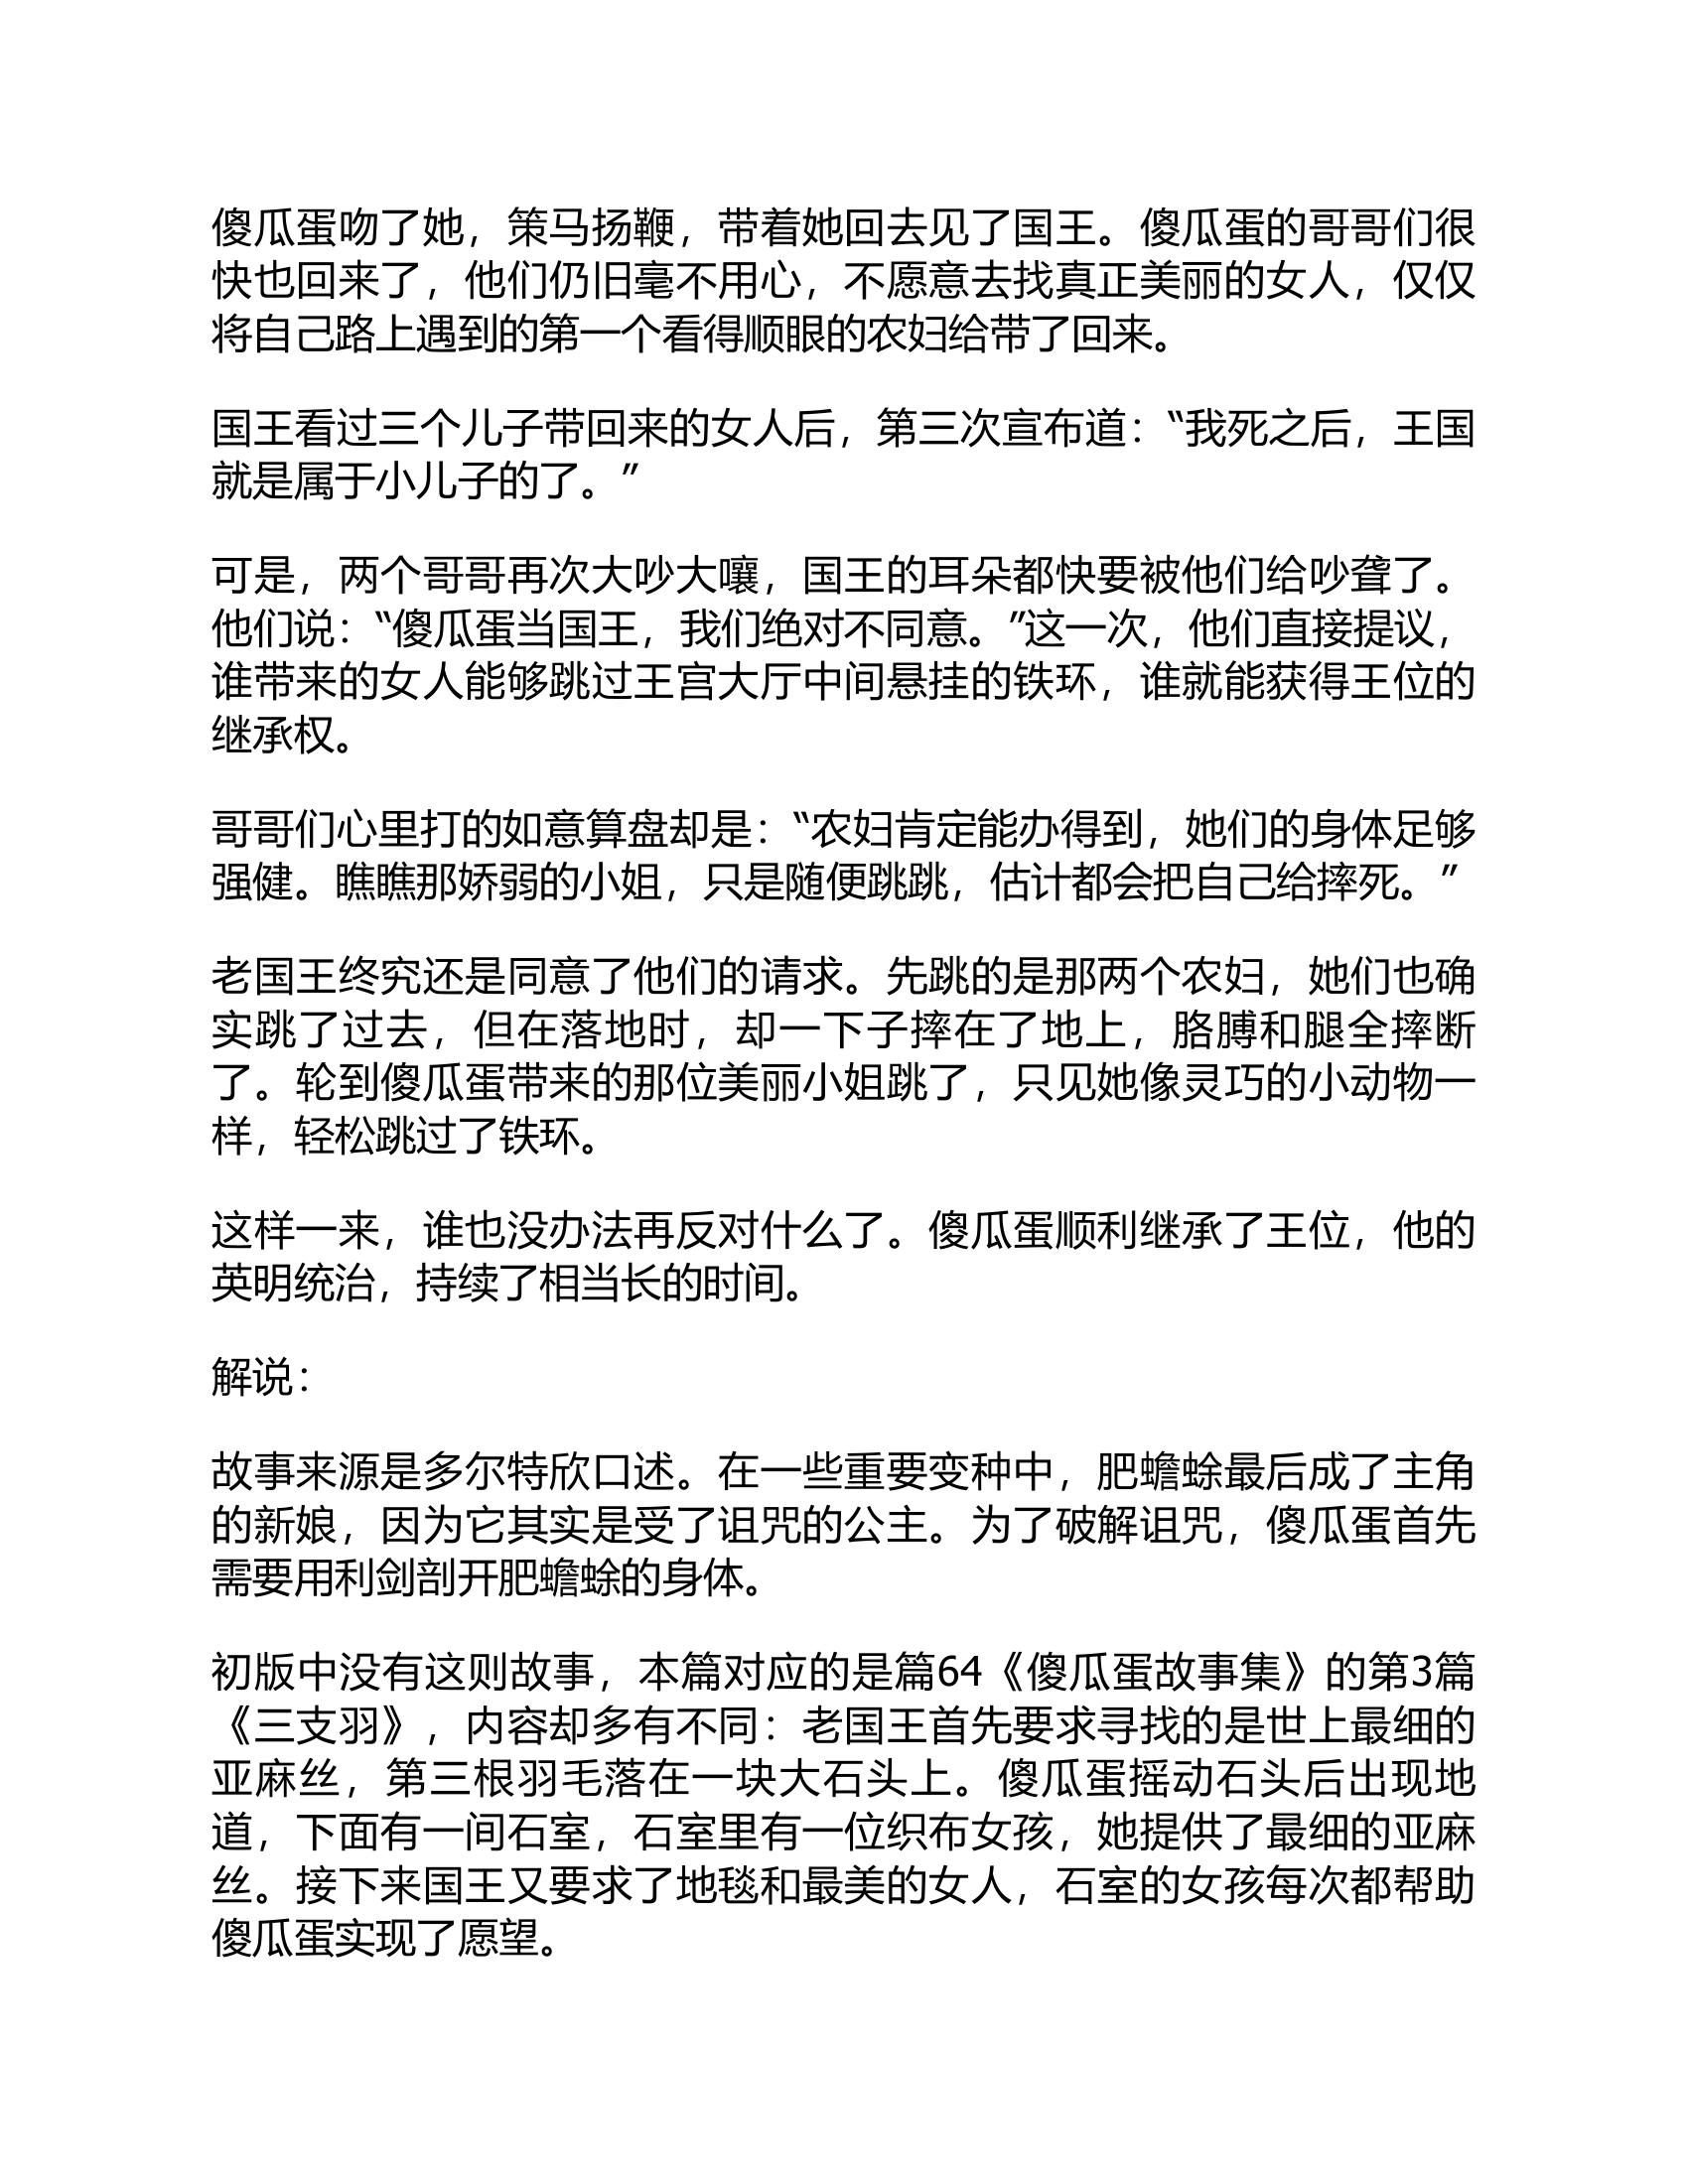 傻瓜蛋吻了她，策马扬鞭，带着她回去见了国王。傻瓜蛋的哥哥们很
快也回来了，他们仍旧毫不用心，不愿意去找真正美丽的女人，仅仅
将自己路上遇到的第一个看得顺眼的农妇给带了回来。
国王看过三个儿子带回来的女人后，第三次宣布道：“我死之后，王国
就是属于小儿子的了。”
可是，两个哥哥再次大吵大嚷，国王的耳朵都快要被他们给吵聋了。
他们说：“傻瓜蛋当国王，我们绝对不同意。”这一次，他们直接提议，
谁带来的女人能够跳过王宫大厅中间悬挂的铁环，谁就能获得王位的
继承权。
哥哥们心里打的如意算盘却是：“农妇肯定能办得到，她们的身体足够
强健。瞧瞧那娇弱的小姐，只是随便跳跳，估计都会把自己给摔死。”
老国王终究还是同意了他们的请求。先跳的是那两个农妇，她们也确
实跳了过去，但在落地时，却一下子摔在了地上，胳膊和腿全摔断
了。轮到傻瓜蛋带来的那位美丽小姐跳了，只见她像灵巧的小动物一
样，轻松跳过了铁环。
这样一来，谁也没办法再反对什么了。傻瓜蛋顺利继承了王位，他的
英明统治，持续了相当长的时间。
解说：
故事来源是多尔特欣口述。在一些重要变种中，肥蟾蜍最后成了主角
的新娘，因为它其实是受了诅咒的公主。为了破解诅咒，傻瓜蛋首先
需要用利剑剖开肥蟾蜍的身体。
初版中没有这则故事，本篇对应的是篇64《傻瓜蛋故事集》的第3篇
《三支羽》，内容却多有不同：老国王首先要求寻找的是世上最细的
亚麻丝，第三根羽毛落在一块大石头上。傻瓜蛋摇动石头后出现地
道，下面有一间石室，石室里有一位织布女孩，她提供了最细的亚麻
丝。接下来国王又要求了地毯和最美的女人，石室的女孩每次都帮助
傻瓜蛋实现了愿望。